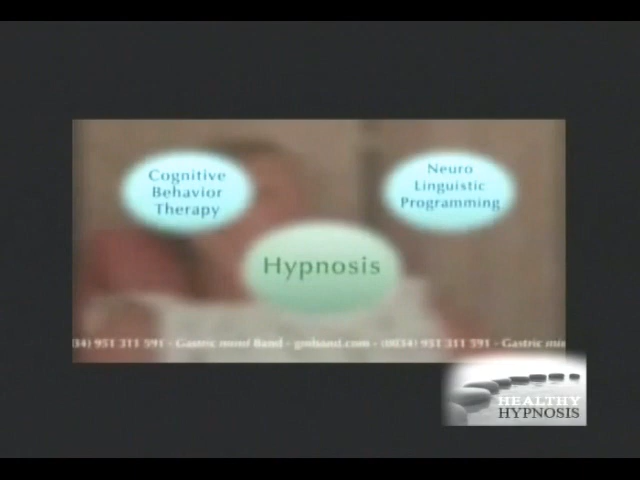 Cognitive
Behavior
Therapy
Neuro
Linguistic
Programming
Hypnosis
34) 951 311 591 - Gastric mind Band - gmband.com - (0034) 951 311 591 - Gastric
HEALTHY
HYPNOSIS